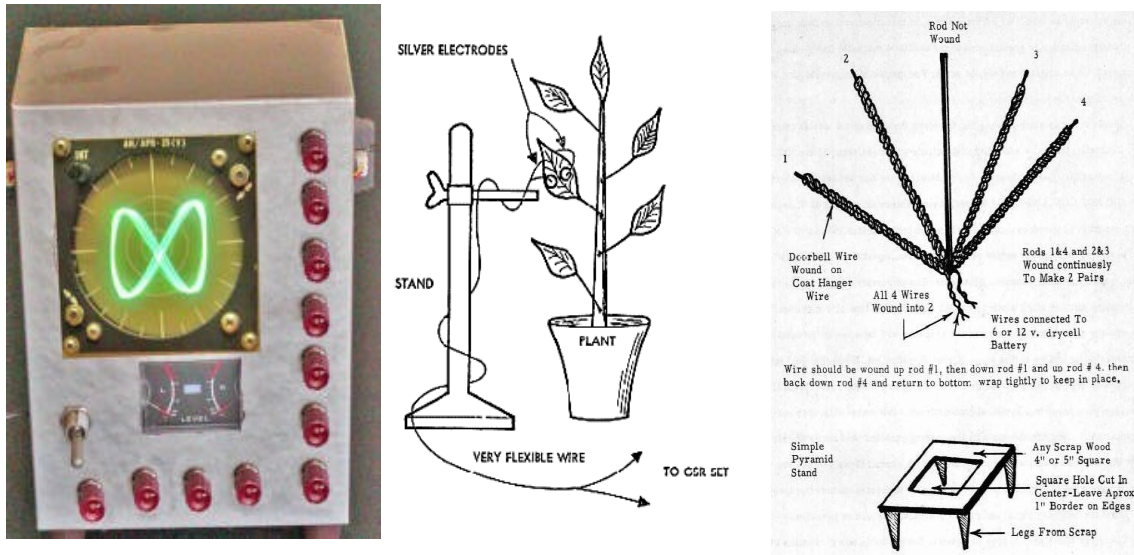 INT
AN/APS-25(V)
L
R
LEVEL
SILVER ELECTRODES
STAND
PLANT
VERY FLEXIBLE WIRE
TO GSR SET
Rod Not
Wound
2
3
4
1
Doorbell Wire
Wound on
Coat Hanger
Wire
All 4 Wires
Wound into 2
Rods 1&4 and 2&3
Wound continuesly
To Make 2 Pairs
Wires connected To
6 or 12 v. drycell
Battery
Wire should be wound up rod #1, then down rod #1 and up rod # 4, then
back down rod #4 and return to bottom wrap tightly to keep in place.
Simple
Pyramid
Stand
Any Scrap Wood
4" or 5" Square
Square Hole Cut In
Center-Leave Aprox
1" Border on Edges
Legs From Scrap